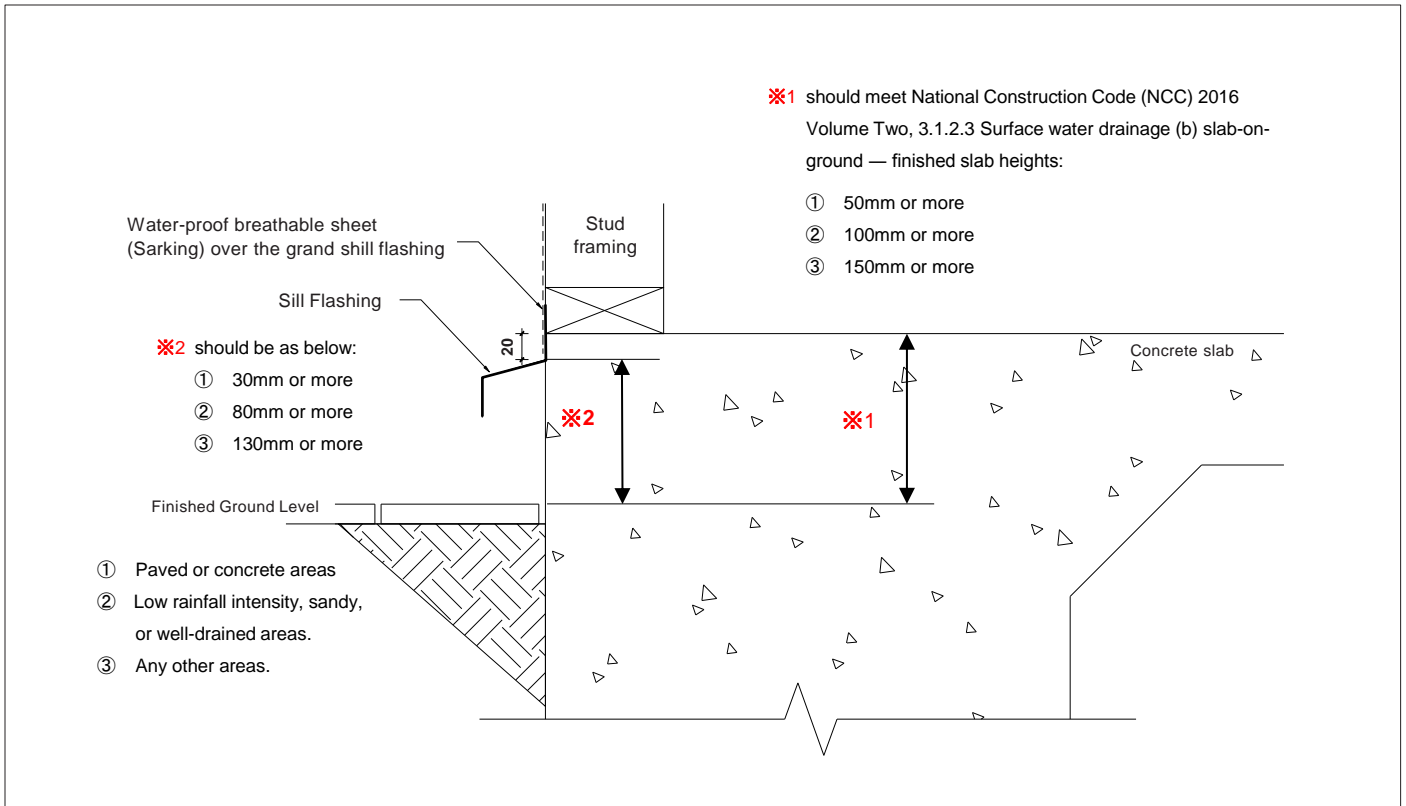 ※1 should meet National Construction Code (NCC) 2016
Volume Two, 3.1.2.3 Surface water drainage (b) slab-on-
ground — finished slab heights:
① 50mm or more
② 100mm or more
③ 150mm or more
Water-proof breathable sheet
(Sarking) over the grand shill flashing
Stud
framing
Sill Flashing
20
※2 should be as below:
① 30mm or more
② 80mm or more
③ 130mm or more
Concrete slab
※2
※1
Finished Ground Level
① Paved or concrete areas
② Low rainfall intensity, sandy,
or well-drained areas.
③ Any other areas.